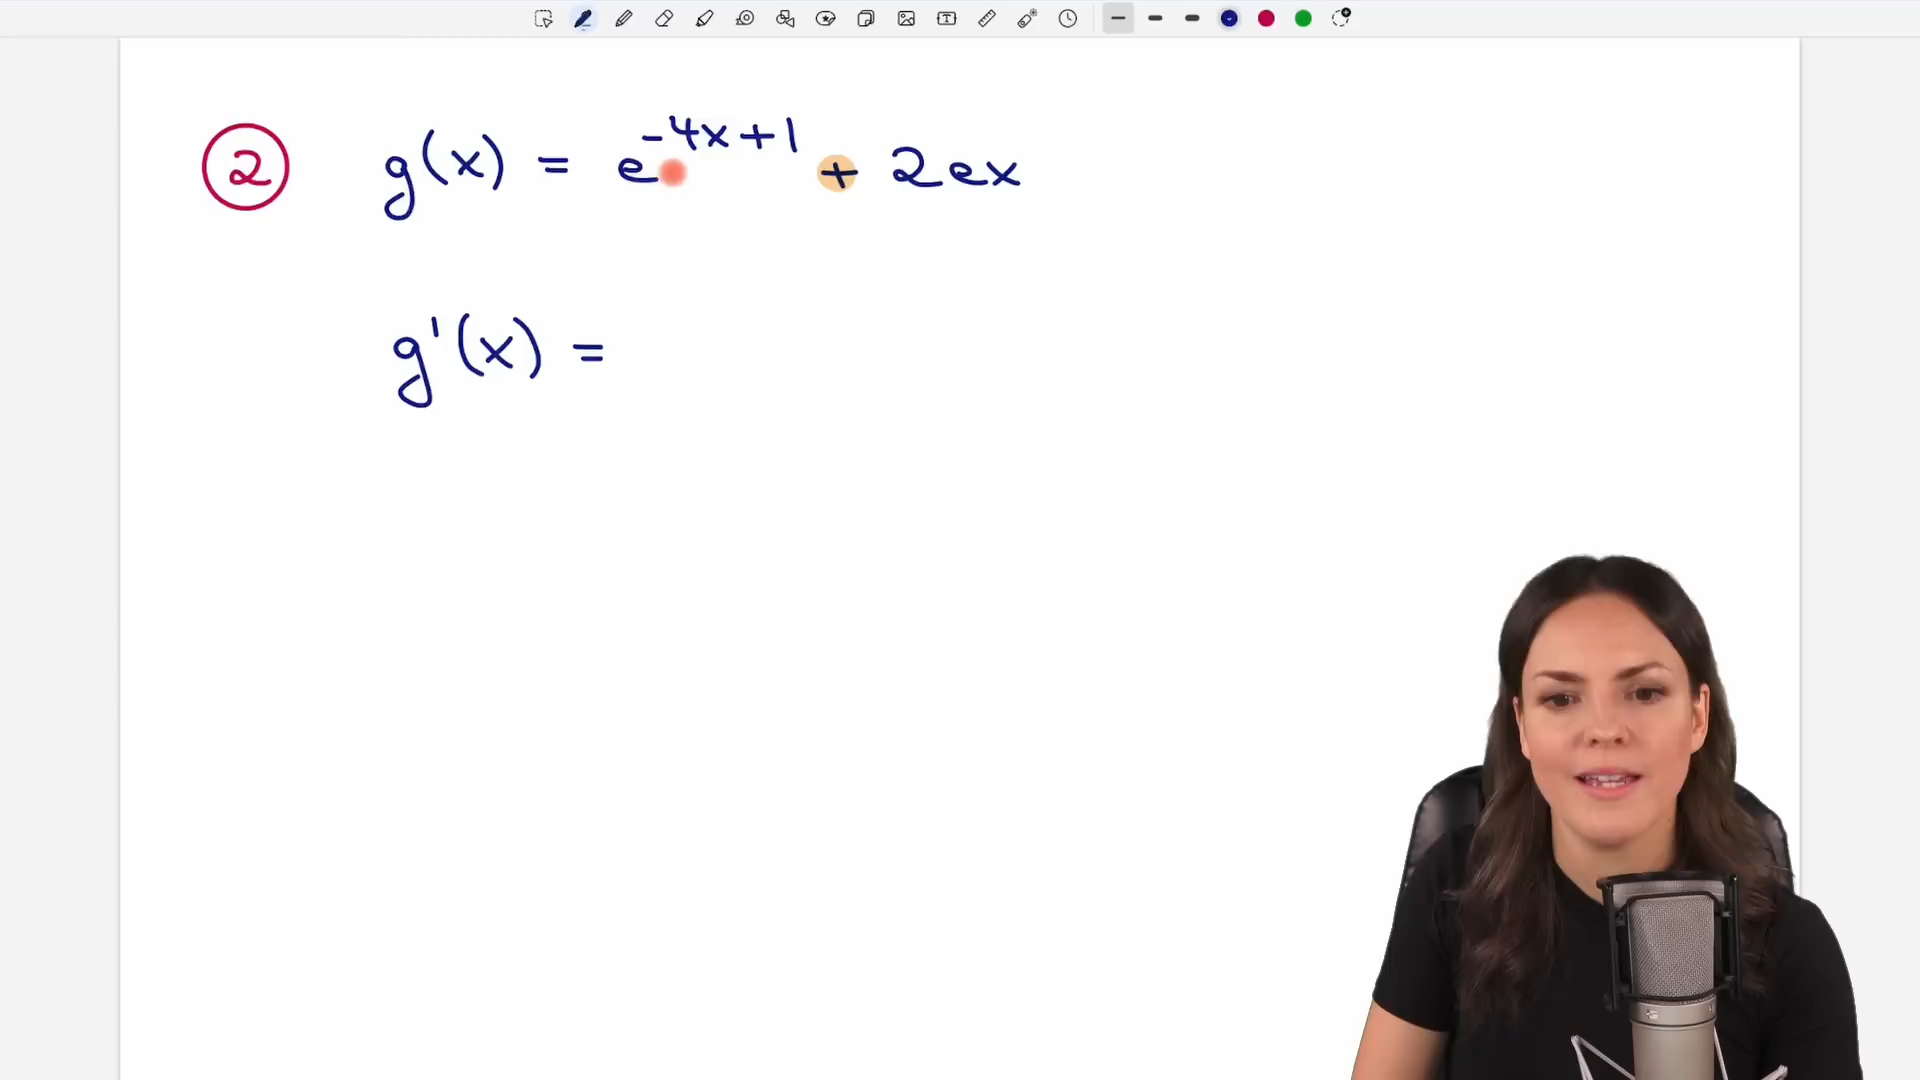 ② g(x) = e^{-4x+1} + 2ex
g'(x) =